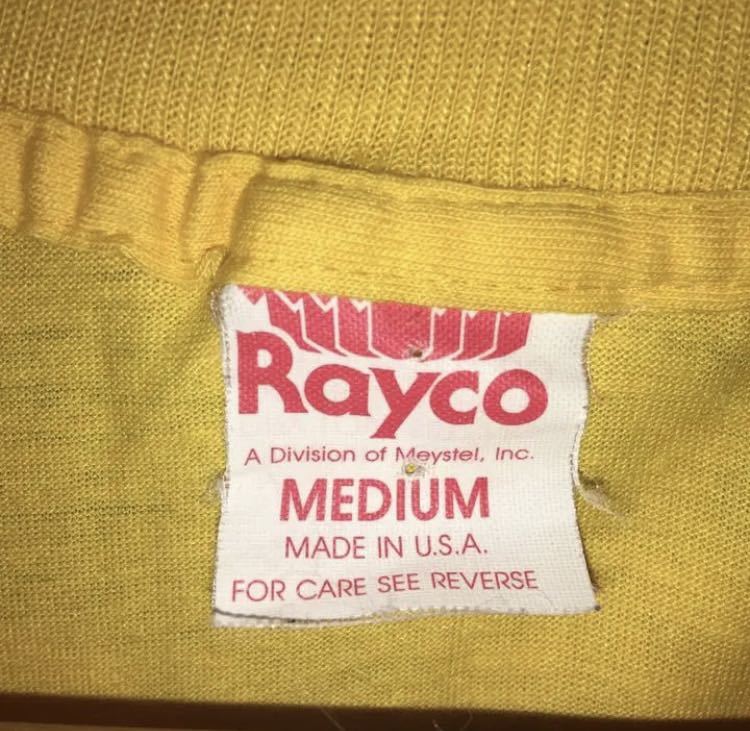 Rayco
A Division of Meystel, Inc.
MEDIUM
MADE IN U.S.A.
FOR CARE SEE REVERSE